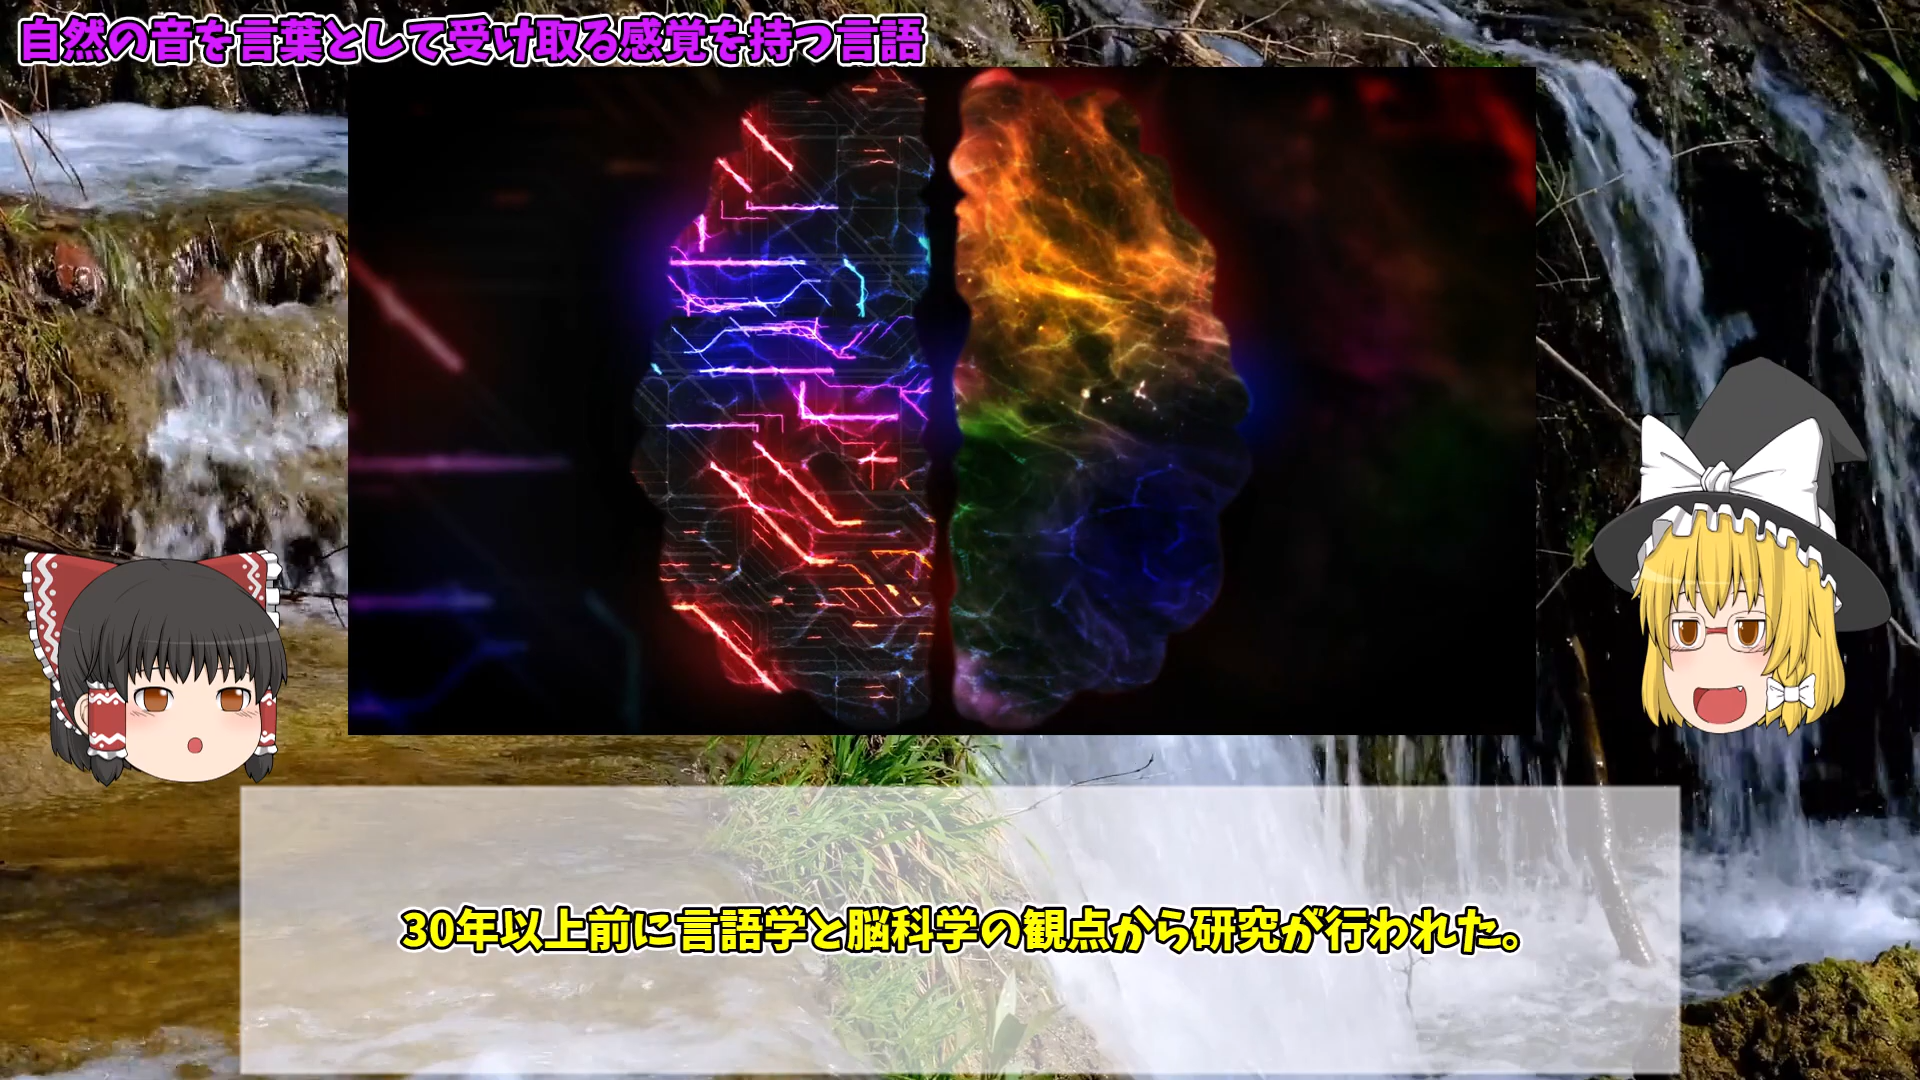 自然の音を言葉として受け取る感覚を持つ言語
30年以上前に言語学と脳科学の観点から研究が行われた。